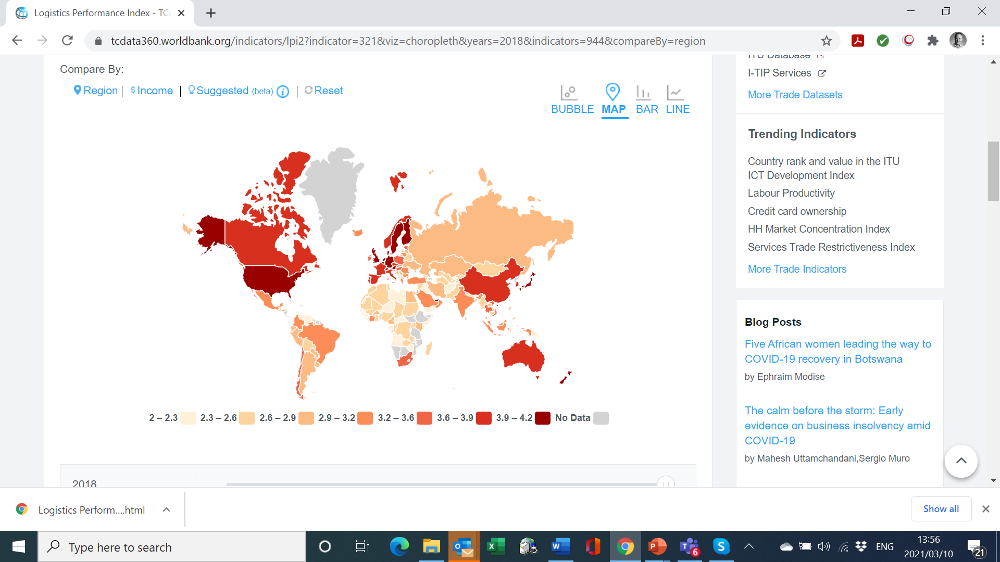 Logistics Performance Index - TC
tcdata360.worldbank.org/indicators/lpi2?indicator=321&viz=choropleth&years=2018&indicators=944&compareBy=region
Compare By:
Region | $ Income | Suggested (beta) i | Reset
BUBBLE MAP BAR LINE
2 – 2.3 2.3 – 2.6 2.6 – 2.9 2.9 – 3.2 3.2 – 3.6 3.6 – 3.9 3.9 – 4.2 No Data
2018
ITU Database
I-TIP Services
More Trade Datasets
Trending Indicators
Country rank and value in the ITU
ICT Development Index
Labour Productivity
Credit card ownership
HH Market Concentration Index
Services Trade Restrictiveness Index
More Trade Indicators
Blog Posts
Five African women leading the way to
COVID-19 recovery in Botswana
by Ephraim Modise
The calm before the storm: Early
evidence on business insolvency amid
COVID-19
by Mahesh Uttamchandani,Sergio Muro
Logistics Perform....html
Show all
Type here to search
6
ENG
13:56
2021/03/10
21